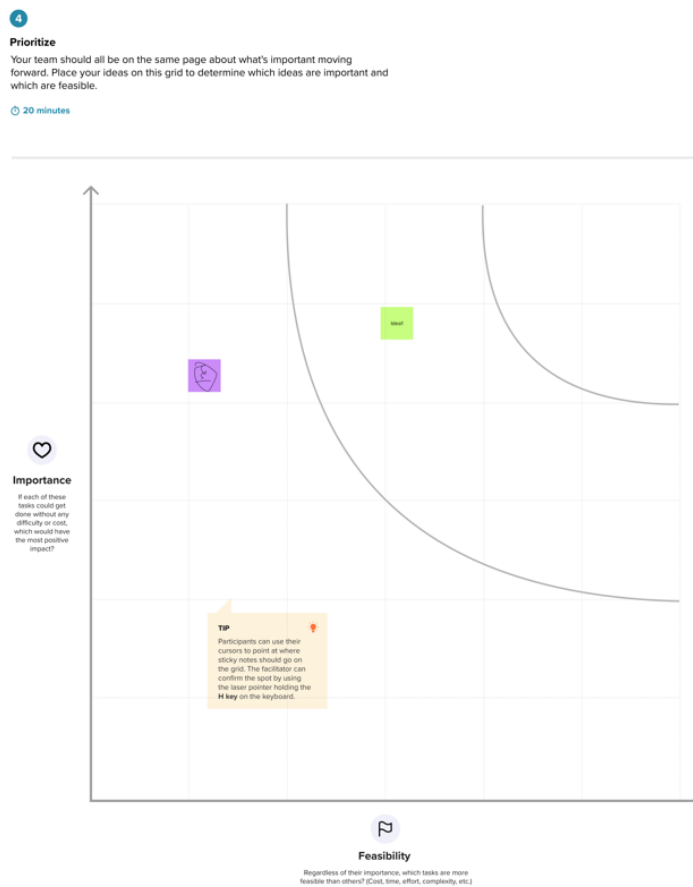 4
Prioritize
Your team should all be on the same page about what's important moving
forward. Place your ideas on this grid to determine which ideas are important and
which are feasible.
20 minutes
Idea!
Importance
If each of these
tasks could get
done without any
difficulty or cost,
which would have
the most positive
impact?
TIP
Participants can use their
cursors to point at where
sticky notes should go on
the grid. The facilitator can
confirm the spot by using
the laser pointer holding the
H key on the keyboard.
Feasibility
Regardless of their importance, which tasks are more
feasible than others? (Cost, time, effort, complexity, etc.)